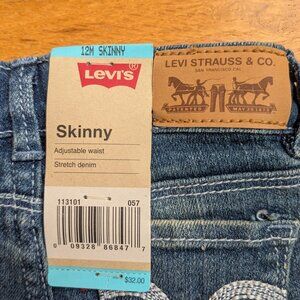 12M SKINNY
Levi's®
Skinny
Adjustable waist
Stretch denim
113101 057
0 09328 86847 7
$32.00
LEVI STRAUSS & CO.
SAN FRANCISCO CAL